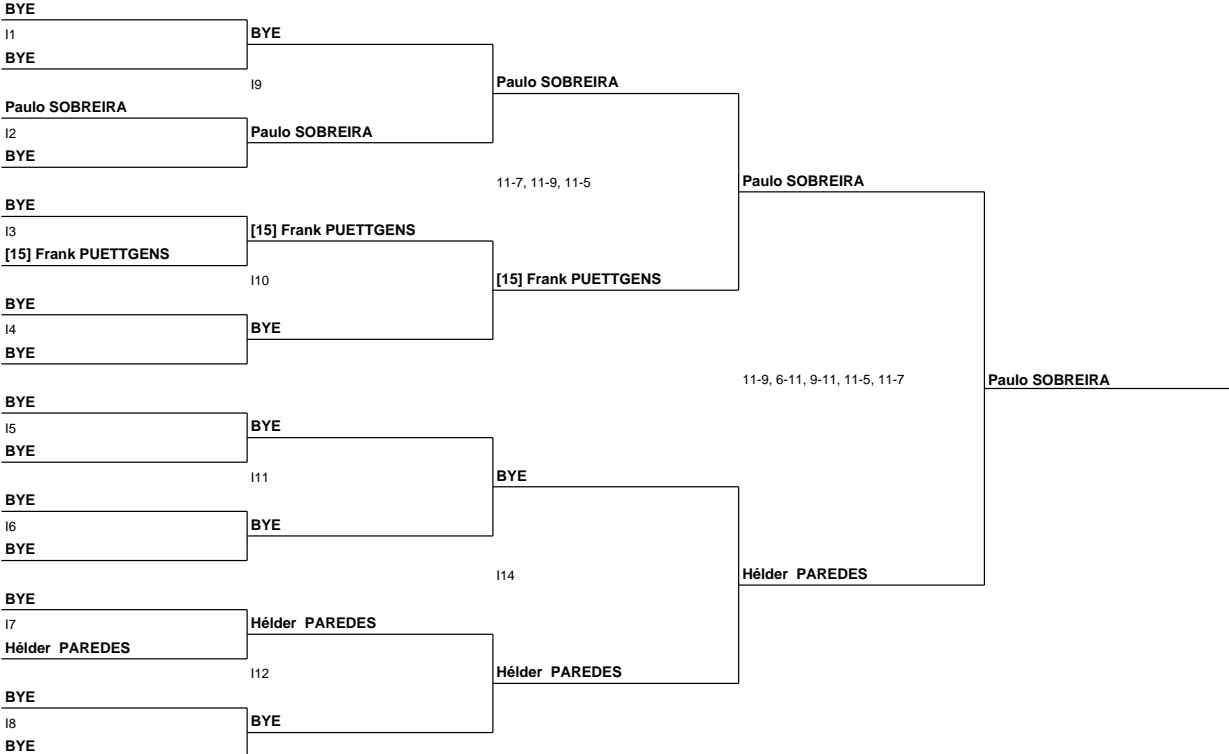 BYE
I1
BYE
BYE
I9
Paulo SOBREIRA
Paulo SOBREIRA
I2
Paulo SOBREIRA
BYE
11-7, 11-9, 11-5
Paulo SOBREIRA
BYE
I3
[15] Frank PUETTGENS
[15] Frank PUETTGENS
I10
[15] Frank PUETTGENS
BYE
I4
BYE
BYE
11-9, 6-11, 9-11, 11-5, 11-7
Paulo SOBREIRA
BYE
I5
BYE
BYE
I11
BYE
BYE
I6
BYE
BYE
I14
Hélder  PAREDES
BYE
I7
Hélder  PAREDES
Hélder  PAREDES
I12
Hélder  PAREDES
BYE
I8
BYE
BYE